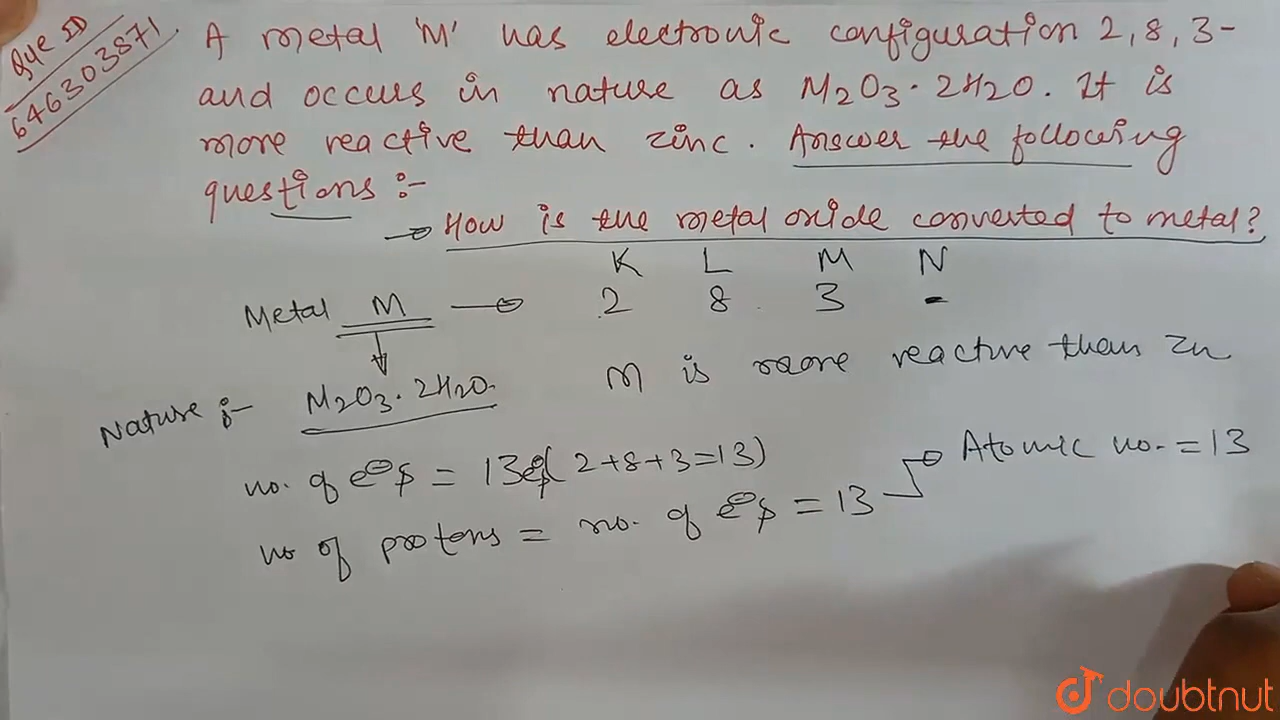 Que ID
646303871
A metal 'M' has electronic configuration 2,8,3-
and occurs in nature as M2O3·2H2O. It is
more reactive than zinc. Answer the following
questions:-
→ How is the metal oxide converted to metal?
K L M N
Metal M → 2 8 3 -
M is more reactive than Zn
Nature :- M2O3·2H2O.
no. of e⊖s = 13e⊖s (2+8+3=13)
no of protons = no. of e⊖s = 13 → Atomic no. = 13
doubtnut